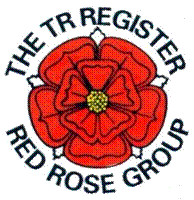 THE TR REGISTER
RED ROSE GROUP